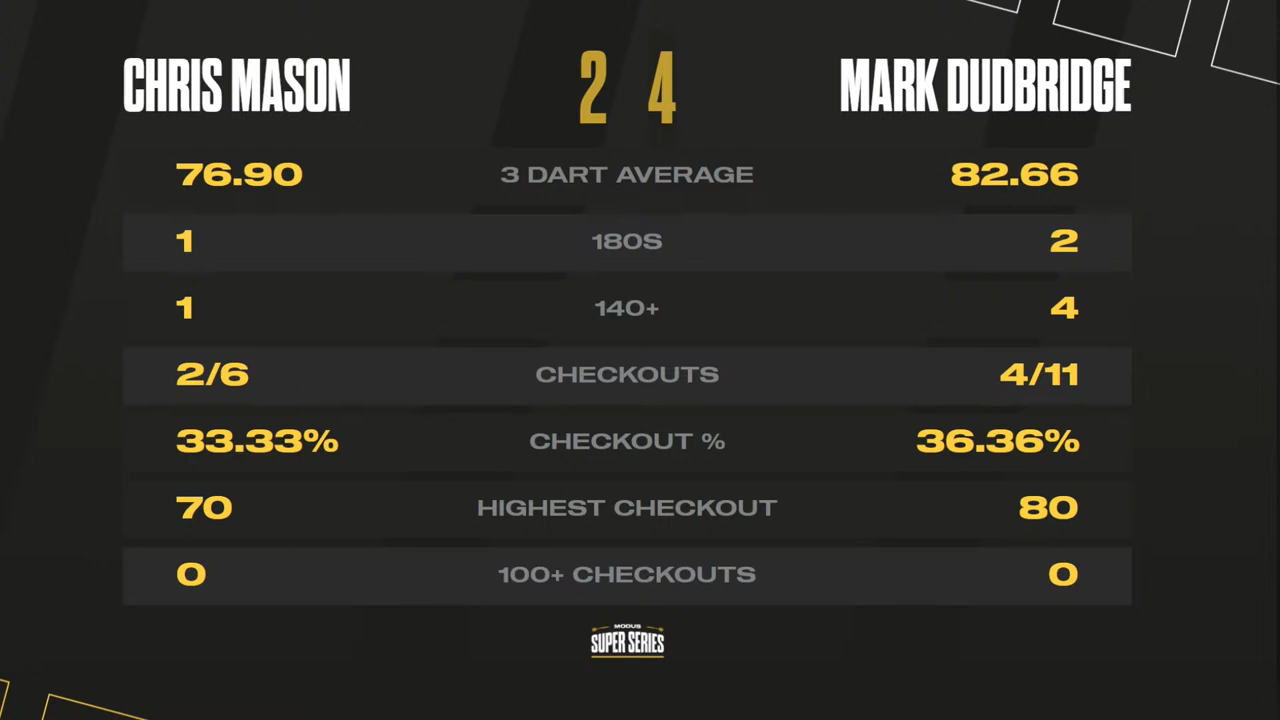 CHRIS MASON 2 4 MARK DUDBRIDGE
76.90 3 DART AVERAGE 82.66
1 180S 2
1 140+ 4
2/6 CHECKOUTS 4/11
33.33% CHECKOUT % 36.36%
70 HIGHEST CHECKOUT 80
0 100+ CHECKOUTS 0
MODUS
SUPER SERIES